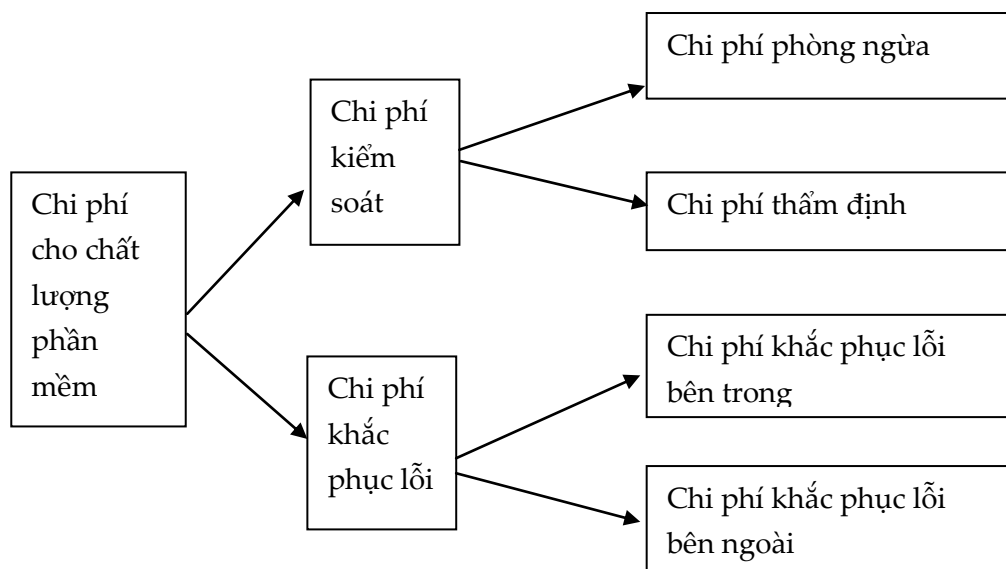 Chi phí
cho chất
lượng
phần
mềm
Chi phí
kiểm
soát
Chi phí
khắc
phục lỗi
Chi phí phòng ngừa
Chi phí thẩm định
Chi phí khắc phục lỗi
bên trong
Chi phí khắc phục lỗi
bên ngoài